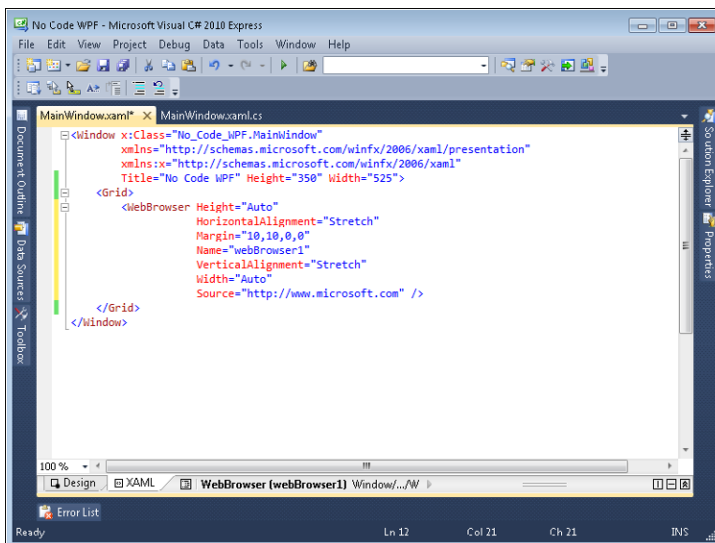 No Code WPF - Microsoft Visual C# 2010 Express
File Edit View Project Debug Data Tools Window Help
MainWindow.xaml* MainWindow.xaml.cs
<Window x:Class="No_Code_WPF.MainWindow"
xmlns="http://schemas.microsoft.com/winfx/2006/xaml/presentation"
xmlns:x="http://schemas.microsoft.com/winfx/2006/xaml"
Title="No Code WPF" Height="350" Width="525">
<Grid>
<WebBrowser Height="Auto"
HorizontalAlignment="Stretch"
Margin="10,10,0,0"
Name="webBrowser1"
VerticalAlignment="Stretch"
Width="Auto"
Source="http://www.microsoft.com" />
</Grid>
</Window>
Document Outline
Data Sources
Toolbox
Solution Explorer
Properties
100 %
Design XAML WebBrowser (webBrowser1) Window/.../W
Error List
Ready Ln 12 Col 21 Ch 21 INS